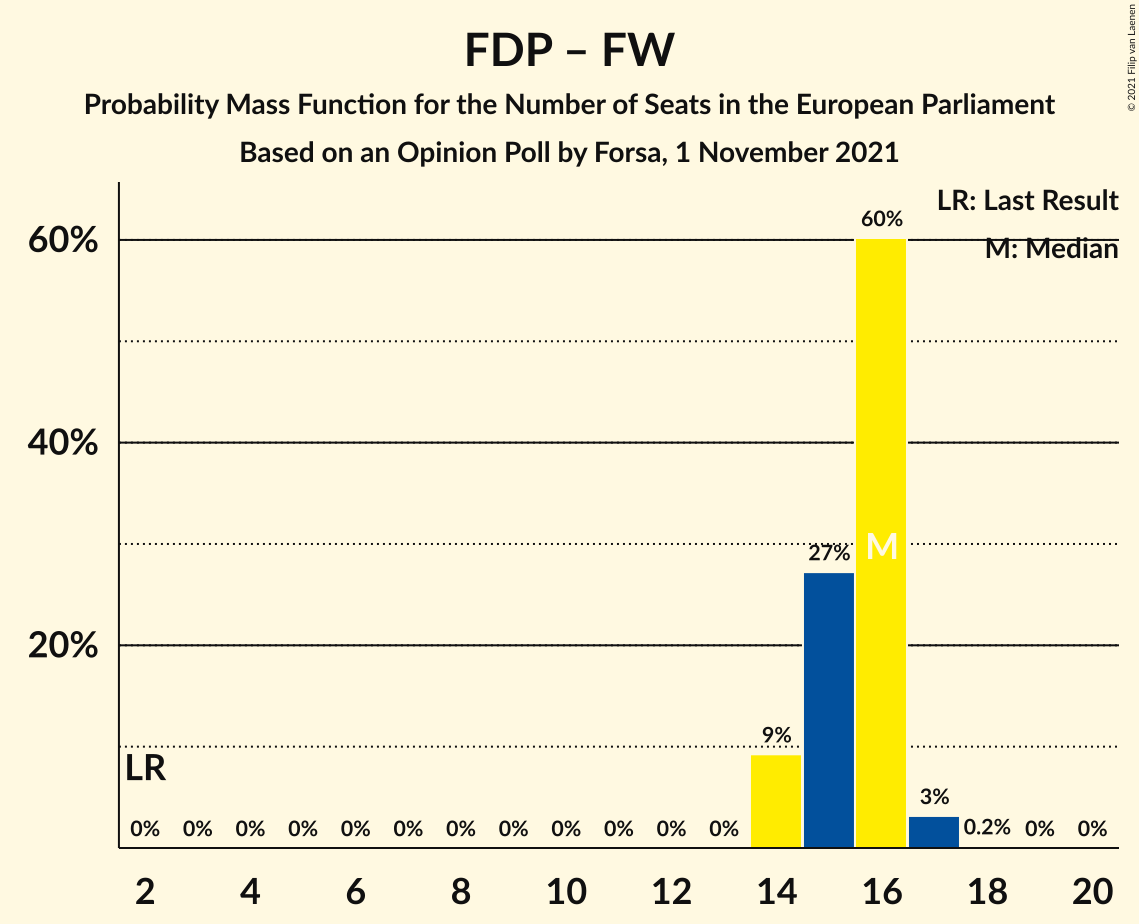 FDP – FW
Probability Mass Function for the Number of Seats in the European Parliament
Based on an Opinion Poll by Forsa, 1 November 2021
© 2021 Filip van Laenen
LR: Last Result
M: Median
60%
40%
20%
60%
27%
M
9%
LR
3%
0% 0% 0% 0% 0% 0% 0% 0% 0% 0% 0% 0% 0.2% 0% 0%
2 4 6 8 10 12 14 16 18 20